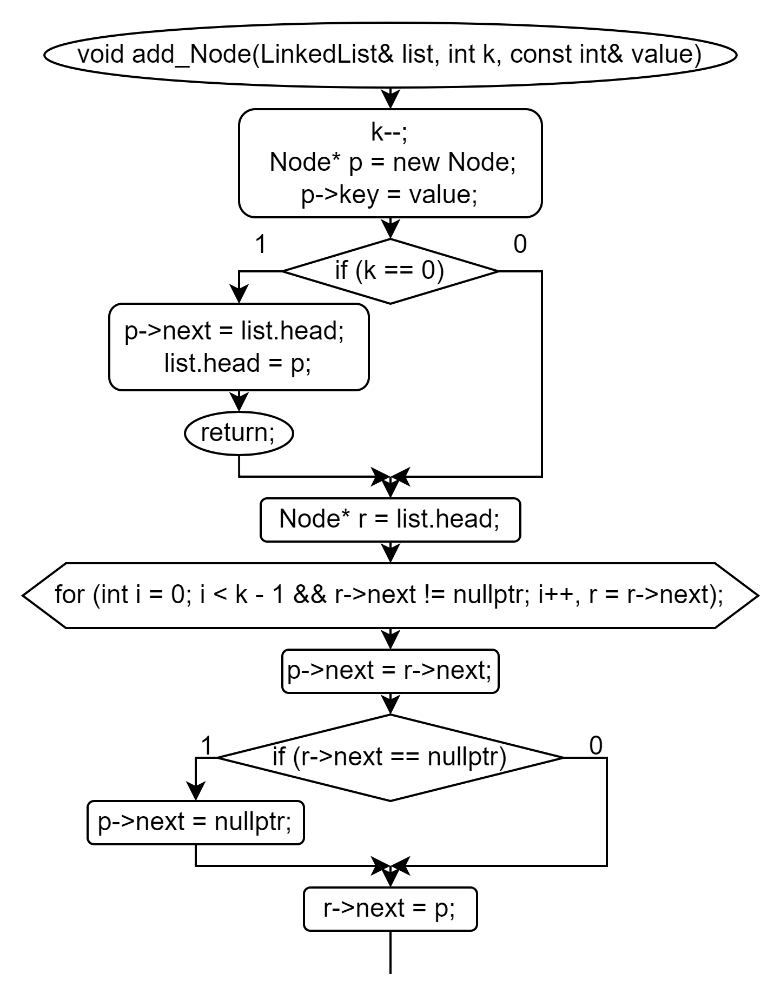 void add_Node(LinkedList& list, int k, const int& value)
k--;
Node* p = new Node;
p->key = value;
1
0
if (k == 0)
p->next = list.head;
list.head = p;
return;
Node* r = list.head;
for (int i = 0; i < k - 1 && r->next != nullptr; i++, r = r->next);
p->next = r->next;
1
0
if (r->next == nullptr)
p->next = nullptr;
r->next = p;